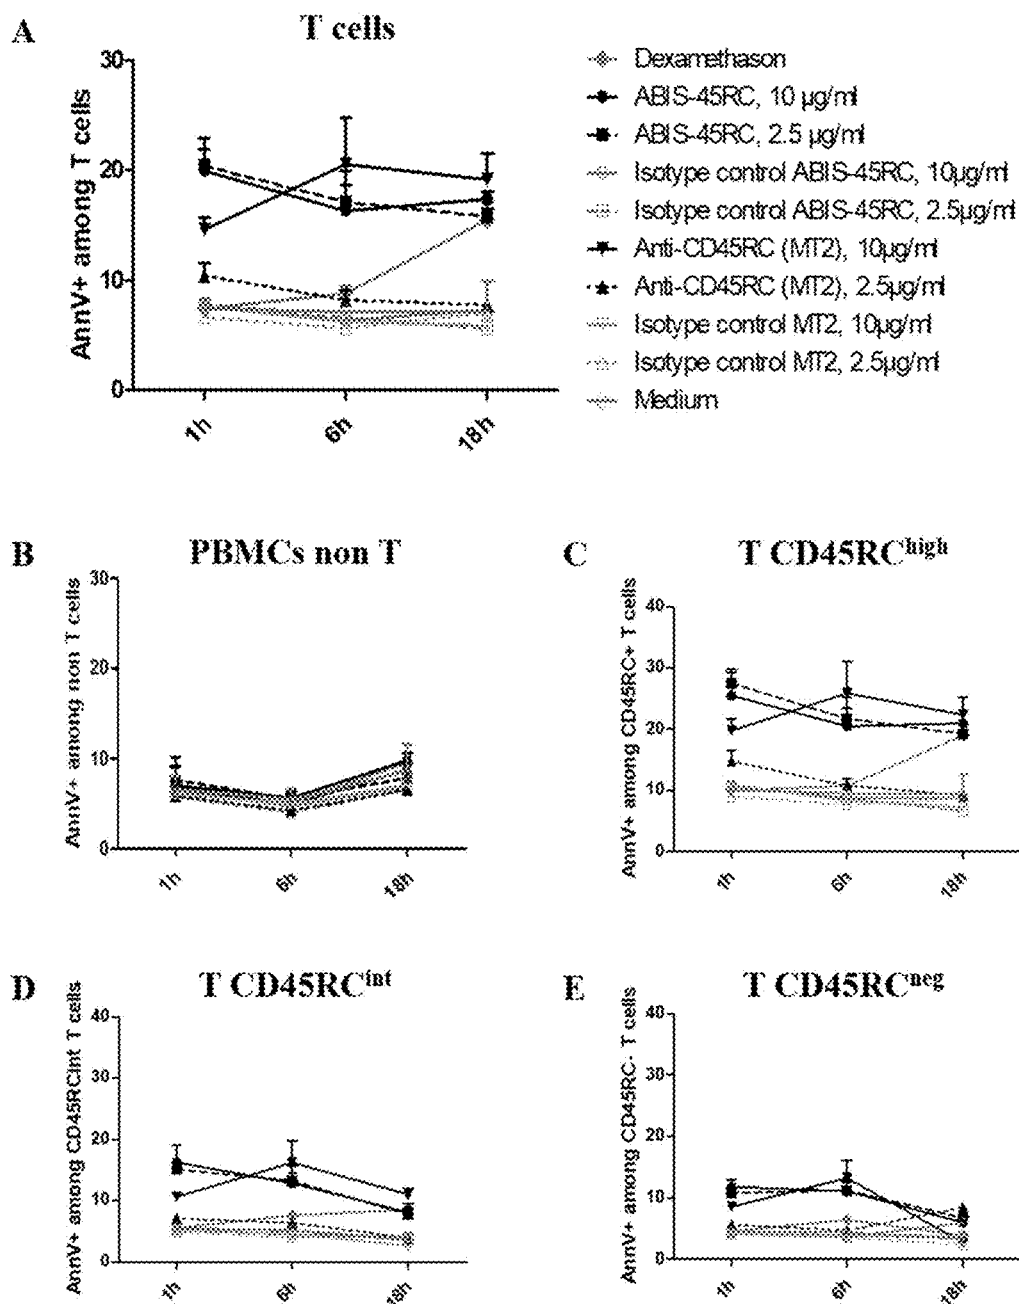 A
T cells
30
20
10
0
AnnV+ among T cells
1h
6h
18h
Dexamethason
ABIS-45RC, 10 µg/ml
ABIS-45RC, 2.5 µg/ml
Isotype control ABIS-45RC, 10µg/ml
Isotype control ABIS-45RC, 2.5µg/ml
Anti-CD45RC (MT2), 10µg/ml
Anti-CD45RC (MT2), 2.5µg/ml
Isotype control MT2, 10µg/ml
Isotype control MT2, 2.5µg/ml
Medium
B
PBMCs non T
30
20
10
0
AnnV+ among non T cells
1h
6h
18h
C
T CD45RChigh
40
30
20
10
0
AnnV+ among CD45RC+ T cells
1h
6h
18h
D
T CD45RCint
40
30
20
10
0
AnnV+ among CD45RCint T cells
1h
6h
18h
E
T CD45RCneg
40
30
20
10
0
AnnV+ among CD45RC- T cells
1h
6h
18h